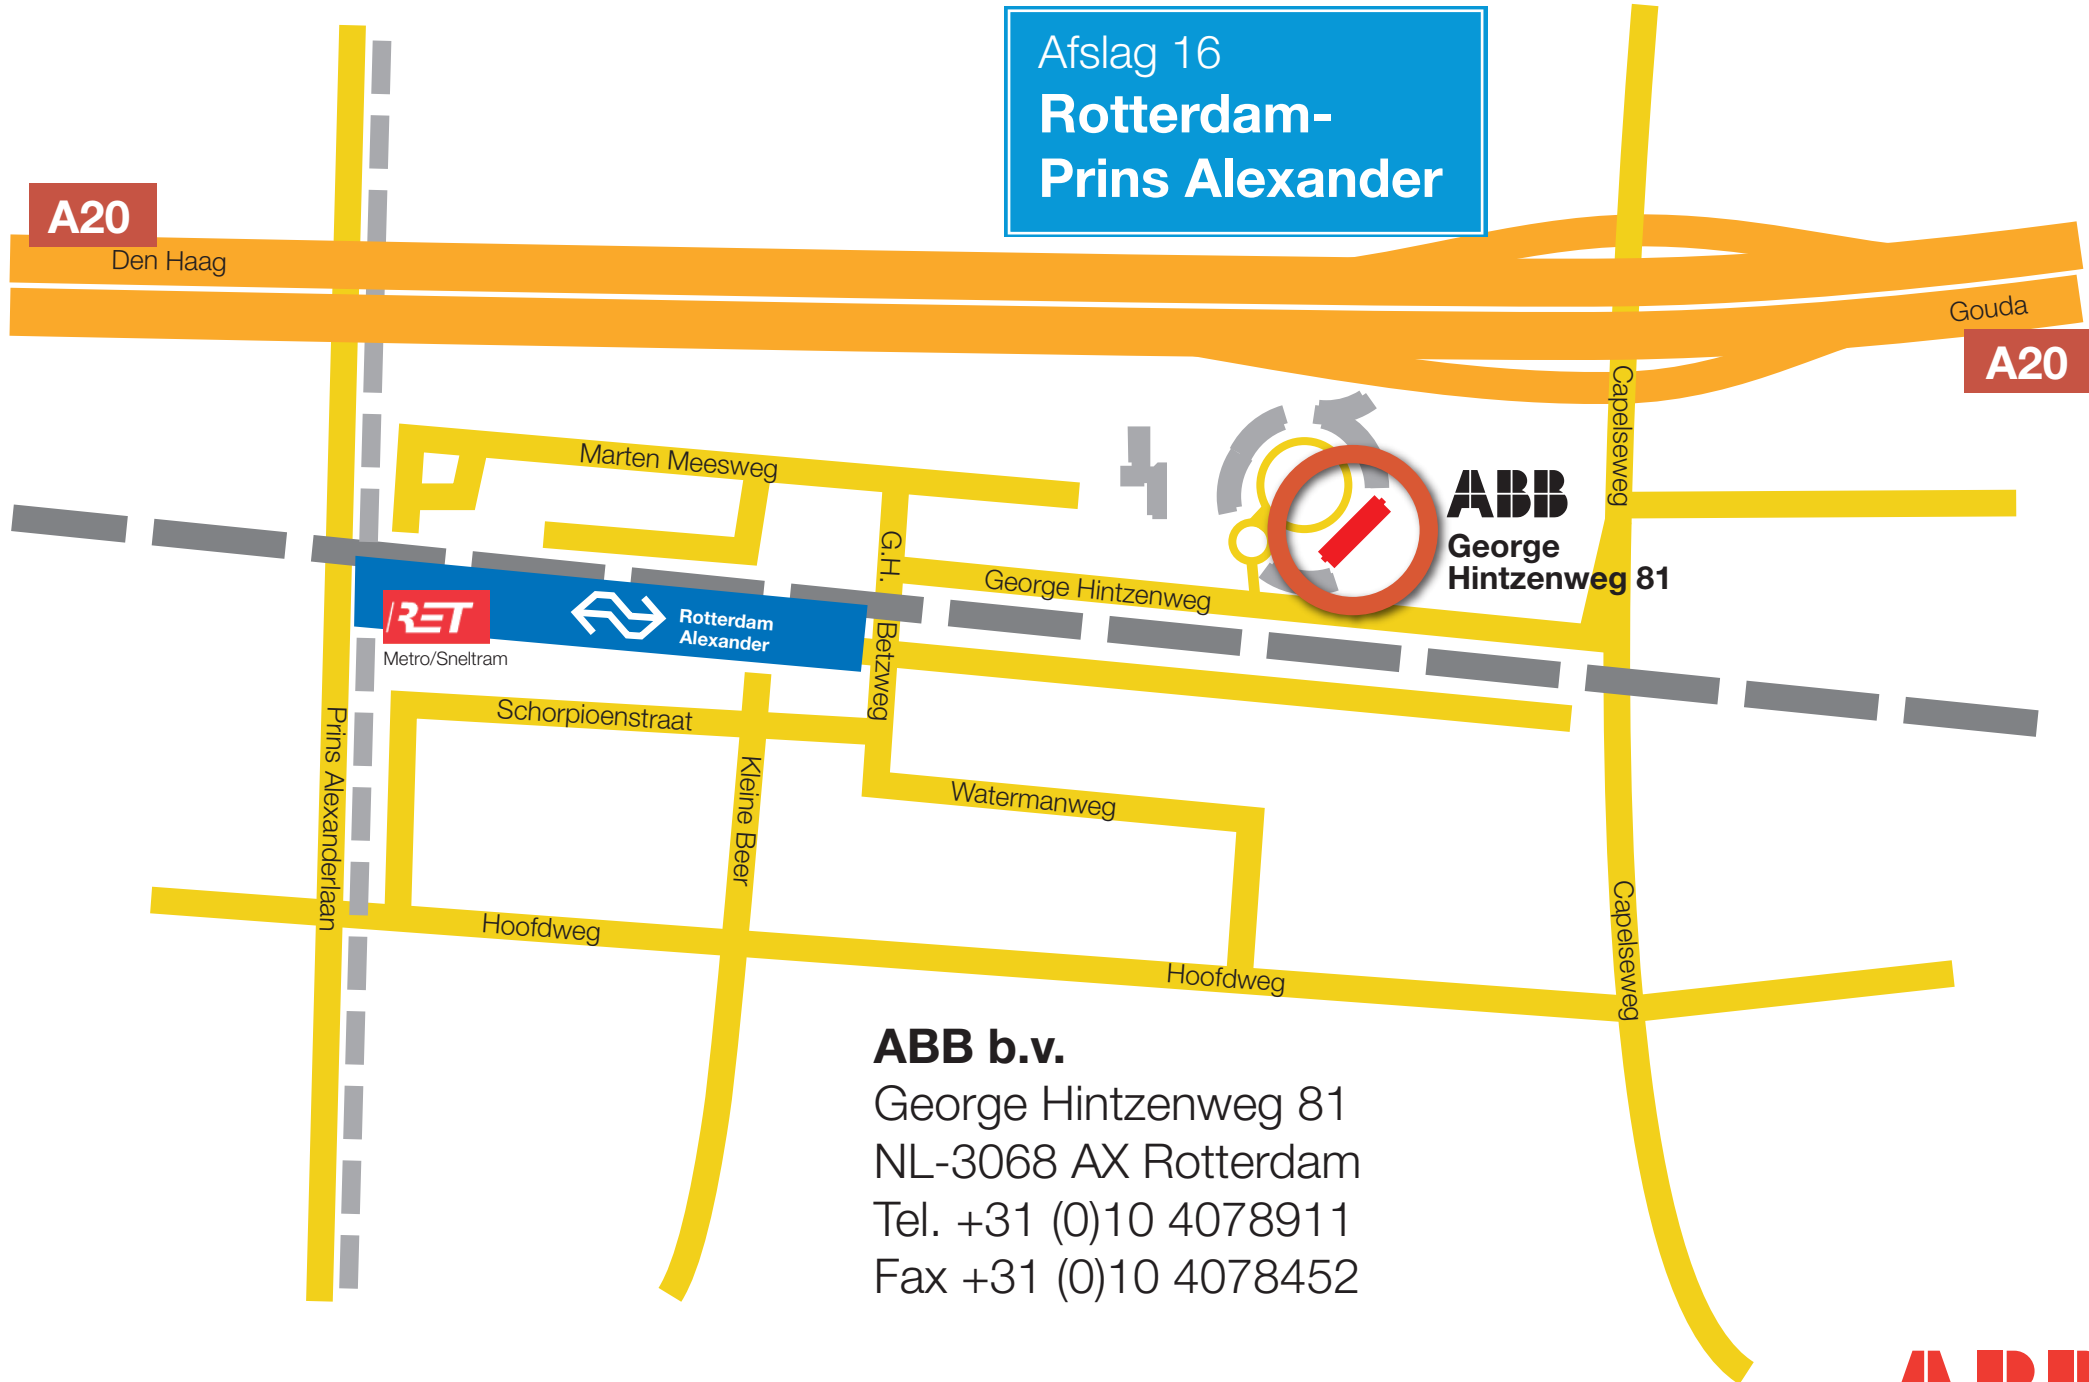 Afslag 16
Rotterdam-
Prins Alexander
A20
Den Haag
Gouda
A20
Capelseweg
Marten Meesweg
ABB
George
Hintzenweg 81
G.H.
Betzweg
George Hintzenweg
RET
Metro/Sneltram
Rotterdam
Alexander
Schorpioenstraat
Prins Alexanderlaan
Kleine Beer
Watermanweg
Capelseweg
Hoofdweg
Hoofdweg
ABB b.v.
George Hintzenweg 81
NL-3068 AX Rotterdam
Tel. +31 (0)10 4078911
Fax +31 (0)10 4078452